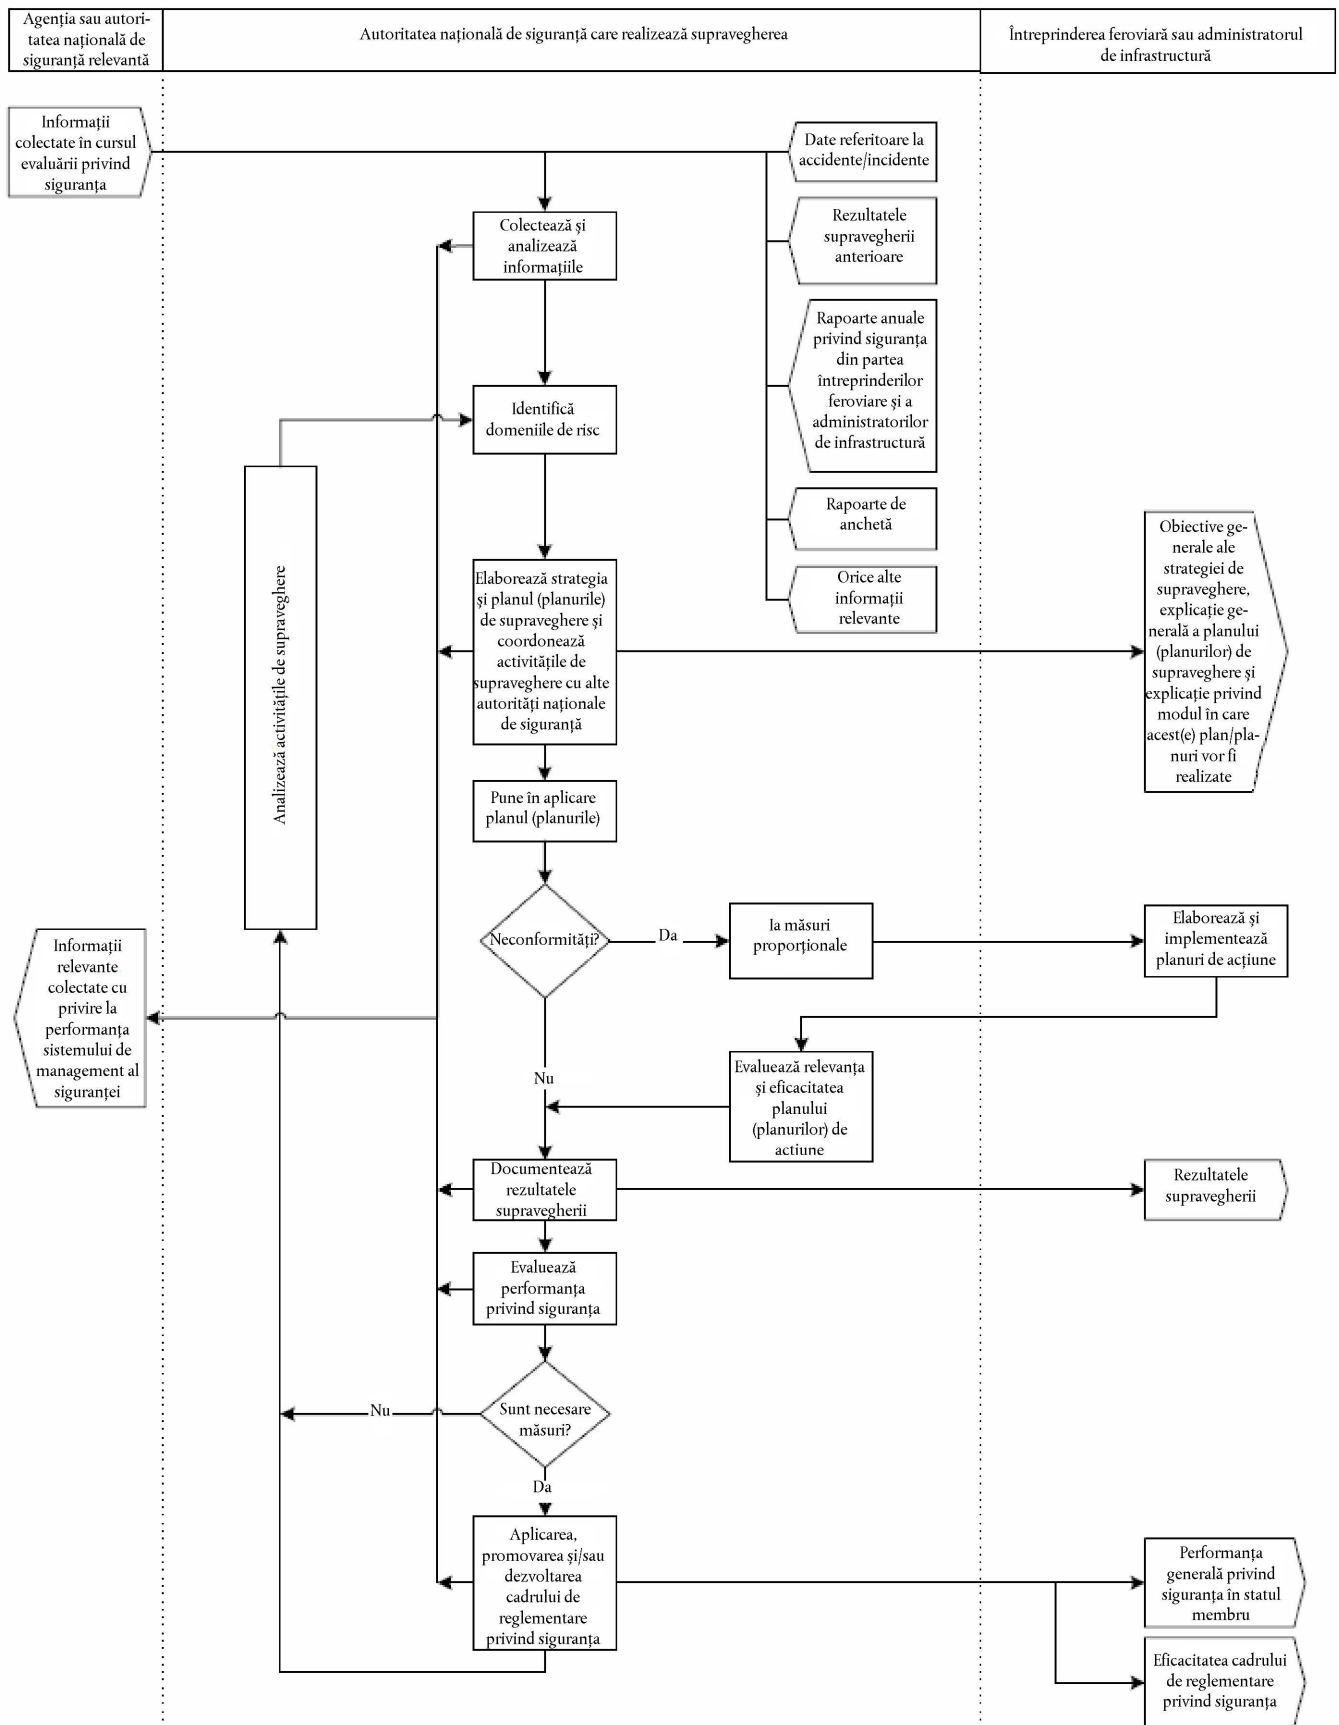 Agenția sau autori-
tatea națională de
siguranță relevantă
Autoritatea națională de siguranță care realizează supravegherea
Întreprinderea feroviară sau administratorul
de infrastructură
Informații
colectate în cursul
evaluării privind
siguranța
Date referitoare la
accidente/incidente
Colectează și
analizează
informațiile
Rezultatele
supravegherii
anterioare
Rapoarte anuale
privind siguranța
din partea
întreprinderilor
feroviare și a
administratorilor
de infrastructură
Identifică
domeniile de risc
Rapoarte de
anchetă
Orice alte
informații
relevante
Analizează activitățile de supraveghere
Elaborează strategia
și planul (planurile)
de supraveghere și
coordonează
activitățile de
supraveghere cu alte
autorități naționale
de siguranță
Obiective ge-
nerale ale
strategiei de
supraveghere,
explicație ge-
nerală a planului
(planurilor) de
supraveghere și
explicație privind
modul în care
acest(e) plan/pla-
nuri vor fi
realizate
Pune în aplicare
planul (planurile)
Neconformități?
Da
Ia măsuri
proporționale
Elaborează și
implementează
planuri de acțiune
Informații
relevante
colectate cu
privire la
performanța
sistemului de
management al
siguranței
Nu
Evaluează relevanța
și eficacitatea
planului
(planurilor) de
actiune
Documentează
rezultatele
supravegherii
Rezultatele
supravegherii
Evaluează
performanța
privind siguranța
Nu
Sunt necesare
măsuri?
Da
Aplicarea,
promovarea și/sau
dezvoltarea
cadrului de
reglementare
privind siguranța
Performanța
generală privind
siguranța în statul
membru
Eficacitatea cadrului
de reglementare
privind siguranța